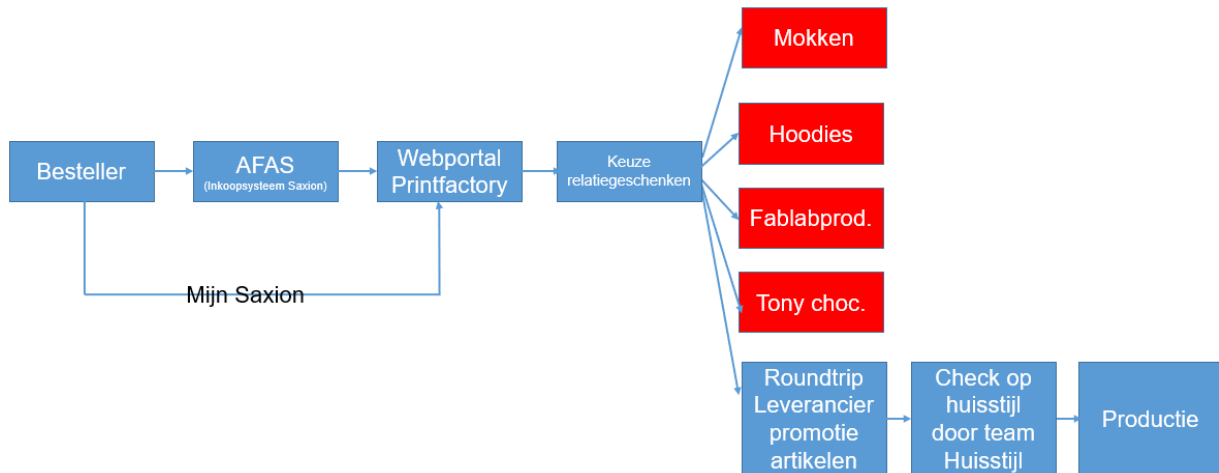 Mokken
Hoodies
Besteller
AFAS
(Inkoopsysteem Saxion)
Webportal
Printfactory
Keuze
relatiegeschenken
Fablabprod.
Mijn Saxion
Tony choc.
Roundtrip
Leverancier
promotie
artikelen
Check op
huisstijl
door team
Huisstijl
Productie